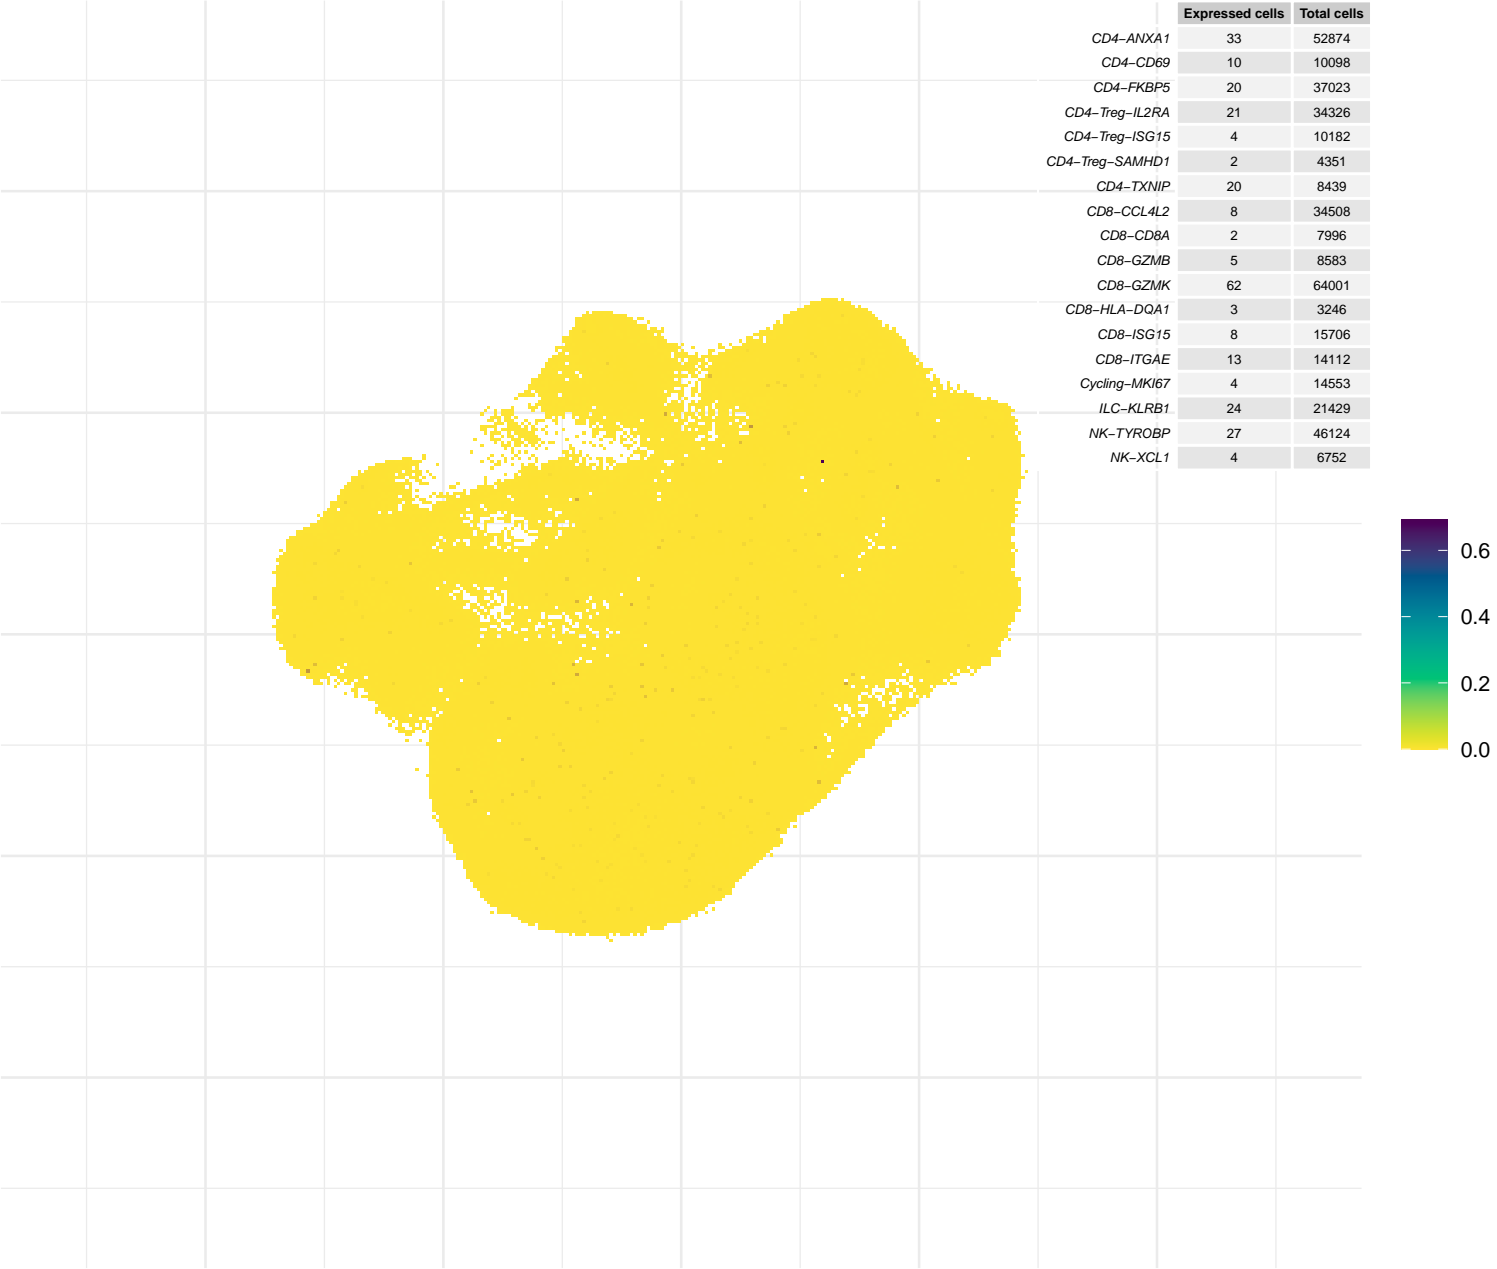 Expressed cells Total cells
CD4−ANXA1 33 52874
CD4−CD69 10 10098
CD4−FKBP5 20 37023
CD4−Treg−IL2RA 21 34326
CD4−Treg−ISG15 4 10182
CD4−Treg−SAMHD1 2 4351
CD4−TXNIP 20 8439
CD8−CCL4L2 8 34508
CD8−CD8A 2 7996
CD8−GZMB 5 8583
CD8−GZMK 62 64001
CD8−HLA−DQA1 3 3246
CD8−ISG15 8 15706
CD8−ITGAE 13 14112
Cycling−MKI67 4 14553
ILC−KLRB1 24 21429
NK−TYROBP 27 46124
NK−XCL1 4 6752
0.6
0.4
0.2
0.0